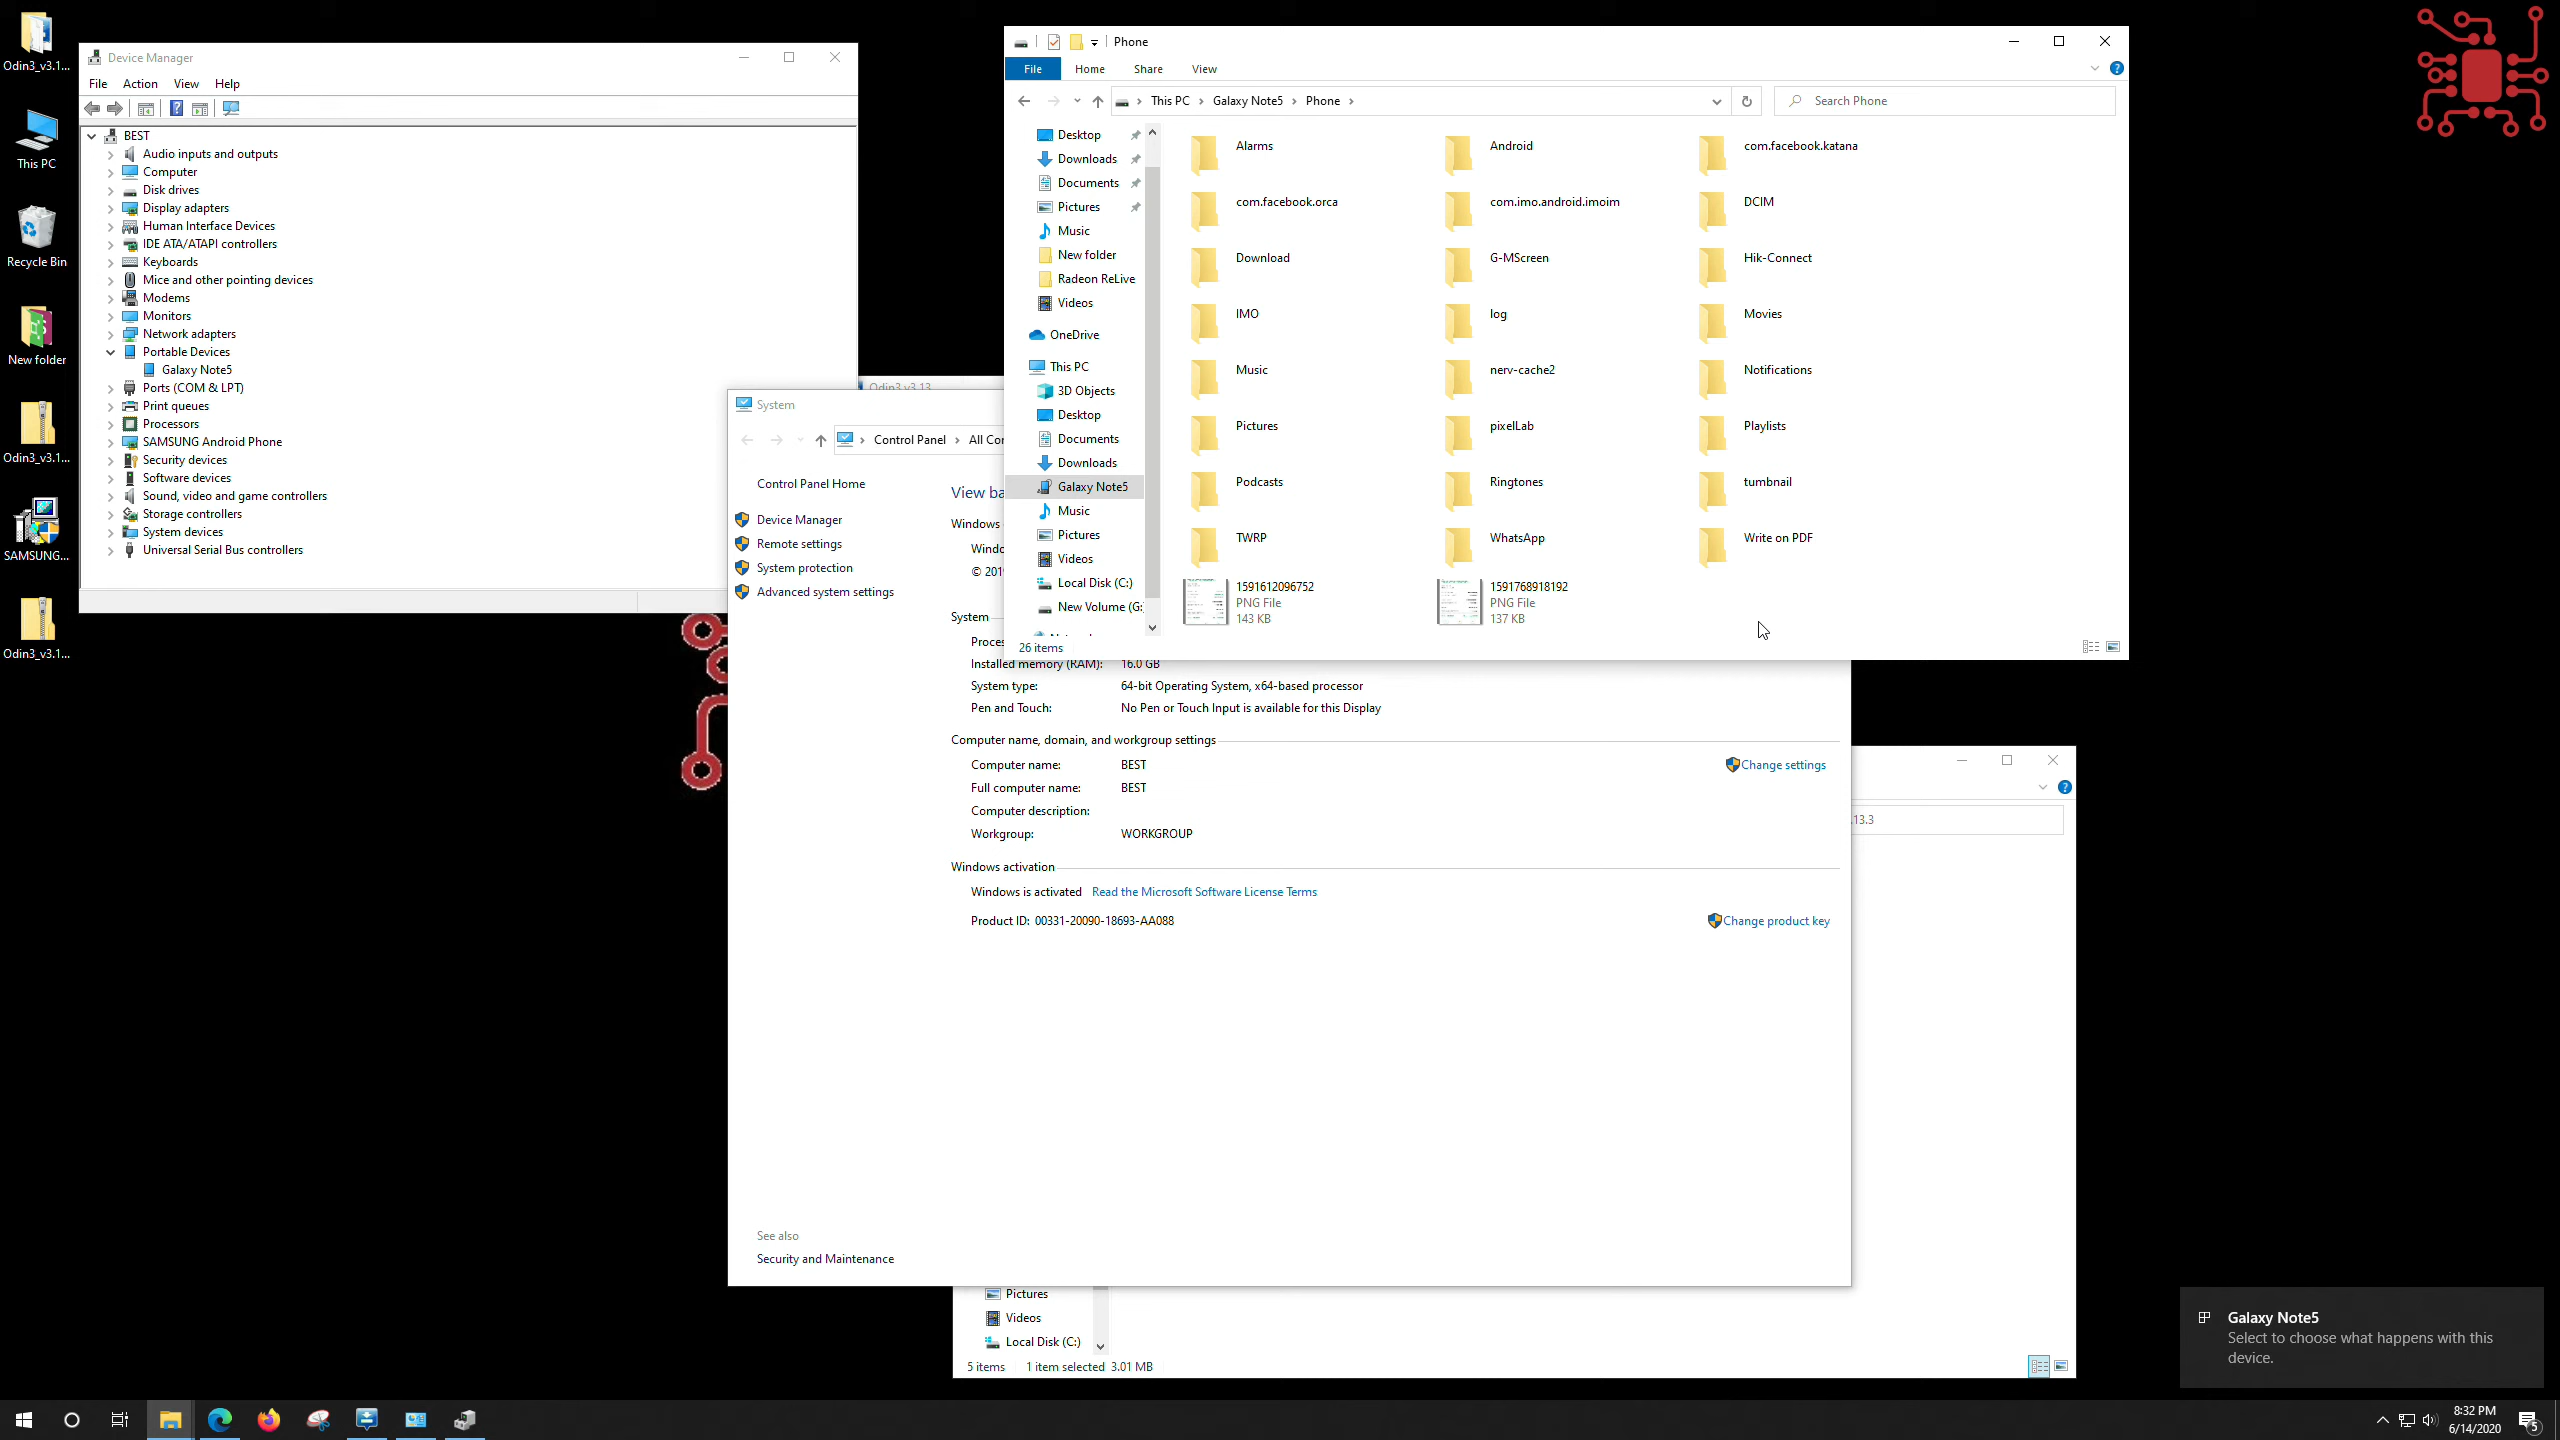 Odin3_v3.1...
This PC
Recycle Bin
New folder
Odin3_v3.1...
SAMSUNG...
Odin3_v3.1...
Device Manager
File Action View Help
BEST
Audio inputs and outputs
Computer
Disk drives
Display adapters
Human Interface Devices
IDE ATA/ATAPI controllers
Keyboards
Mice and other pointing devices
Modems
Monitors
Network adapters
Portable Devices
Galaxy Note5
Ports (COM & LPT)
Print queues
Processors
SAMSUNG Android Phone
Security devices
Software devices
Sound, video and game controllers
Storage controllers
System devices
Universal Serial Bus controllers
Odin3 v3.13
System
Control Panel All Con
Control Panel Home
Device Manager
Remote settings
System protection
Advanced system settings
View ba
Windows
Windo
© 201
System
Proces
Installed memory (RAM): 16.0 GB
System type: 64-bit Operating System, x64-based processor
Pen and Touch: No Pen or Touch Input is available for this Display
Computer name, domain, and workgroup settings
Computer name: BEST
Change settings
Full computer name: BEST
Computer description:
Workgroup: WORKGROUP
Windows activation
Windows is activated Read the Microsoft Software License Terms
Product ID: 00331-20090-18693-AA088
Change product key
See also
Security and Maintenance
Phone
File Home Share View
This PC Galaxy Note5 Phone
Search Phone
Desktop
Downloads
Documents
Pictures
Music
New folder
Radeon ReLive
Videos
OneDrive
This PC
3D Objects
Desktop
Documents
Downloads
Galaxy Note5
Music
Pictures
Videos
Local Disk (C:)
New Volume (G:
Alarms Android com.facebook.katana
com.facebook.orca com.imo.android.imoim DCIM
Download G-MScreen Hik-Connect
IMO log Movies
Music nerv-cache2 Notifications
Pictures pixelLab Playlists
Podcasts Ringtones tumbnail
TWRP WhatsApp Write on PDF
1591612096752 1591768918192
PNG File PNG File
143 KB 137 KB
26 items
.13.3
Pictures
Videos
Local Disk (C:)
5 items 1 item selected 3.01 MB
Galaxy Note5
Select to choose what happens with this
device.
8:32 PM
6/14/2020
5